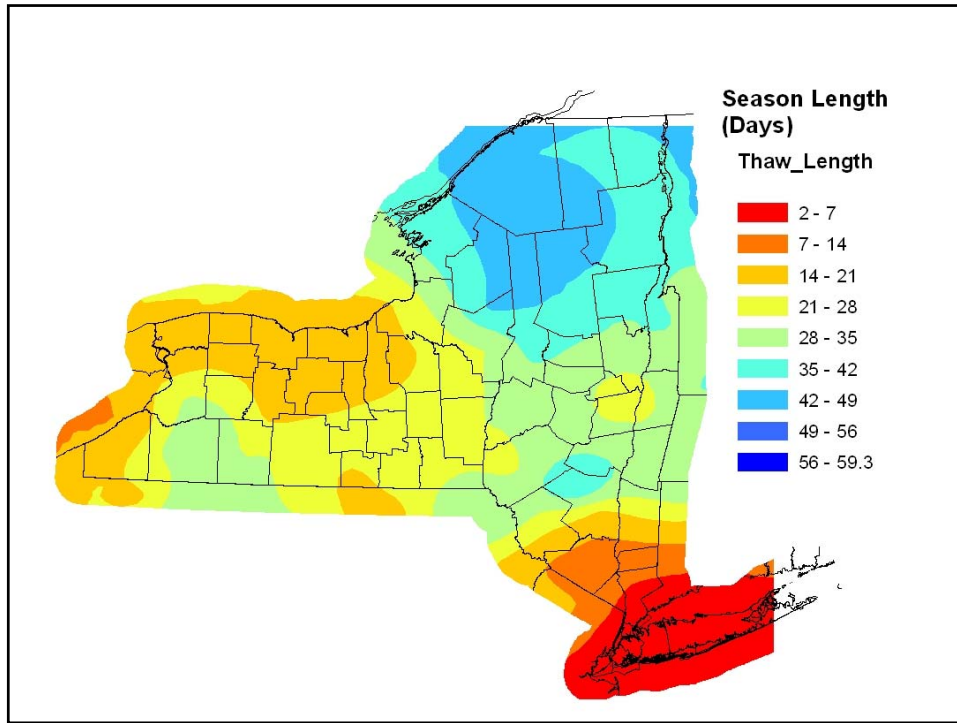 Season Length
(Days)
Thaw_Length
2 - 7
7 - 14
14 - 21
21 - 28
28 - 35
35 - 42
42 - 49
49 - 56
56 - 59.3